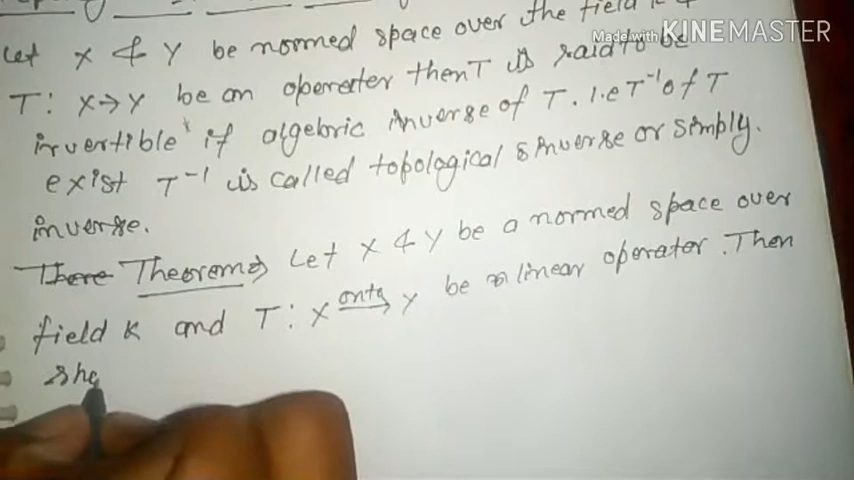 Made with KINEMASTER
Let X & Y be normed space over the field K &
T: X→Y be an operater then T is said to be
invertible if algebric inverse of T. i.e T⁻¹ of T
exist T⁻¹ is called topological inverse or simply.
inverse.
There Theorem⇒ Let X & Y be a normed space over
field K and T: X onto→ Y be a linear operator. Then
sho